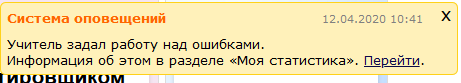 Система оповещений 12.04.2020 10:41 X
Учитель задал работу над ошибками.
Информация об этом в разделе «Моя статистика». Перейти.
тировщиком